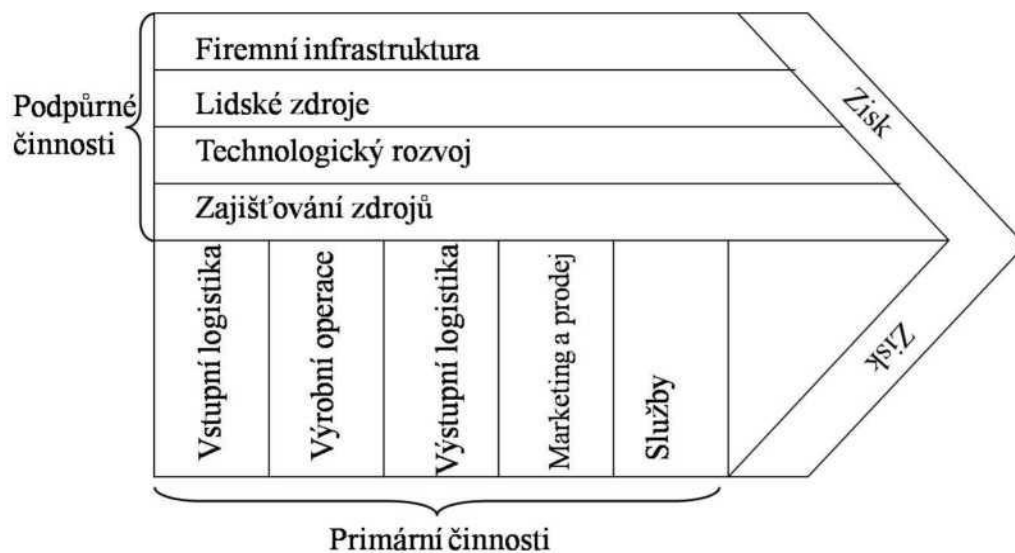 Podpůrné
činnosti
Firemní infrastruktura
Lidské zdroje
Technologický rozvoj
Zajišťování zdrojů
Zisk
Vstupní logistika
Výrobní operace
Výstupní logistika
Marketing a prodej
Služby
Zisk
Primární činnosti